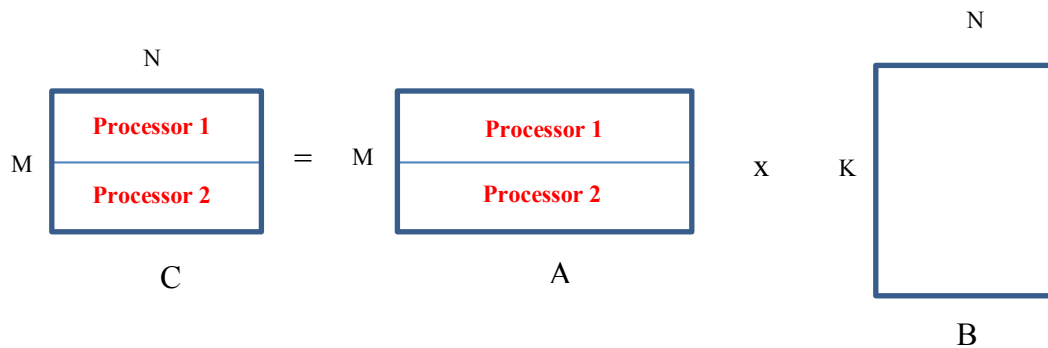 N
N
Processor 1
Processor 1
M
=
M
x
K
Processor 2
Processor 2
C
A
B